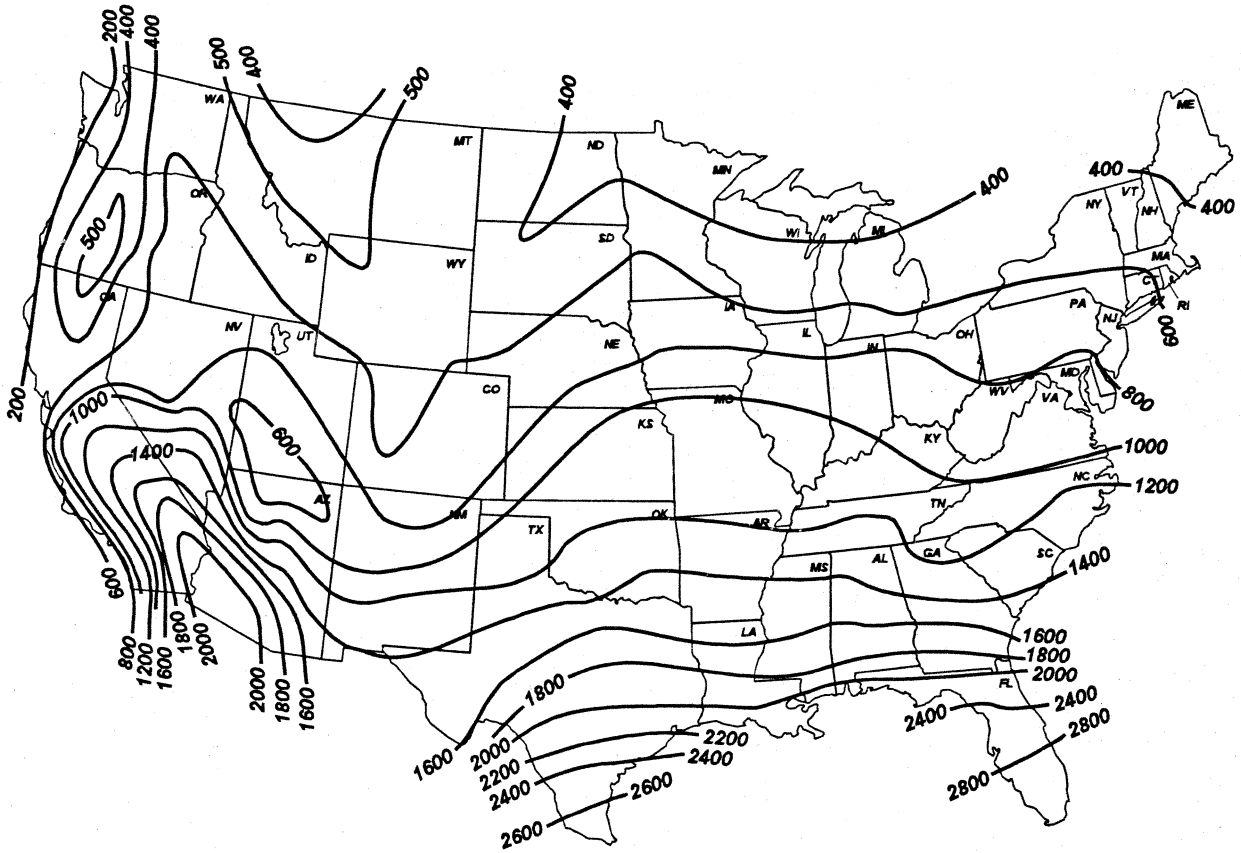 200
400
400
500
400
500
400
400
400
400
WA
MT
ND
MN
ME
OR
VT
NY
NH
500
ID
WY
SD
WI
MI
MA
CA
NV
UT
NE
IA
IL
IN
OH
PA
NJ
RI
600
200
1000
CO
KS
MO
WV
MD
VA
800
600
KY
1000
1400
AZ
NM
TX
OK
AR
TN
NC
1200
MS
AL
GA
SC
1400
600
800
1200
1600
1800
2000
2000
1800
1600
LA
1600
1800
2000
FL
1800
1600
2000
2200
2400
2600
2200
2400
2600
2400
2400
2800
2800